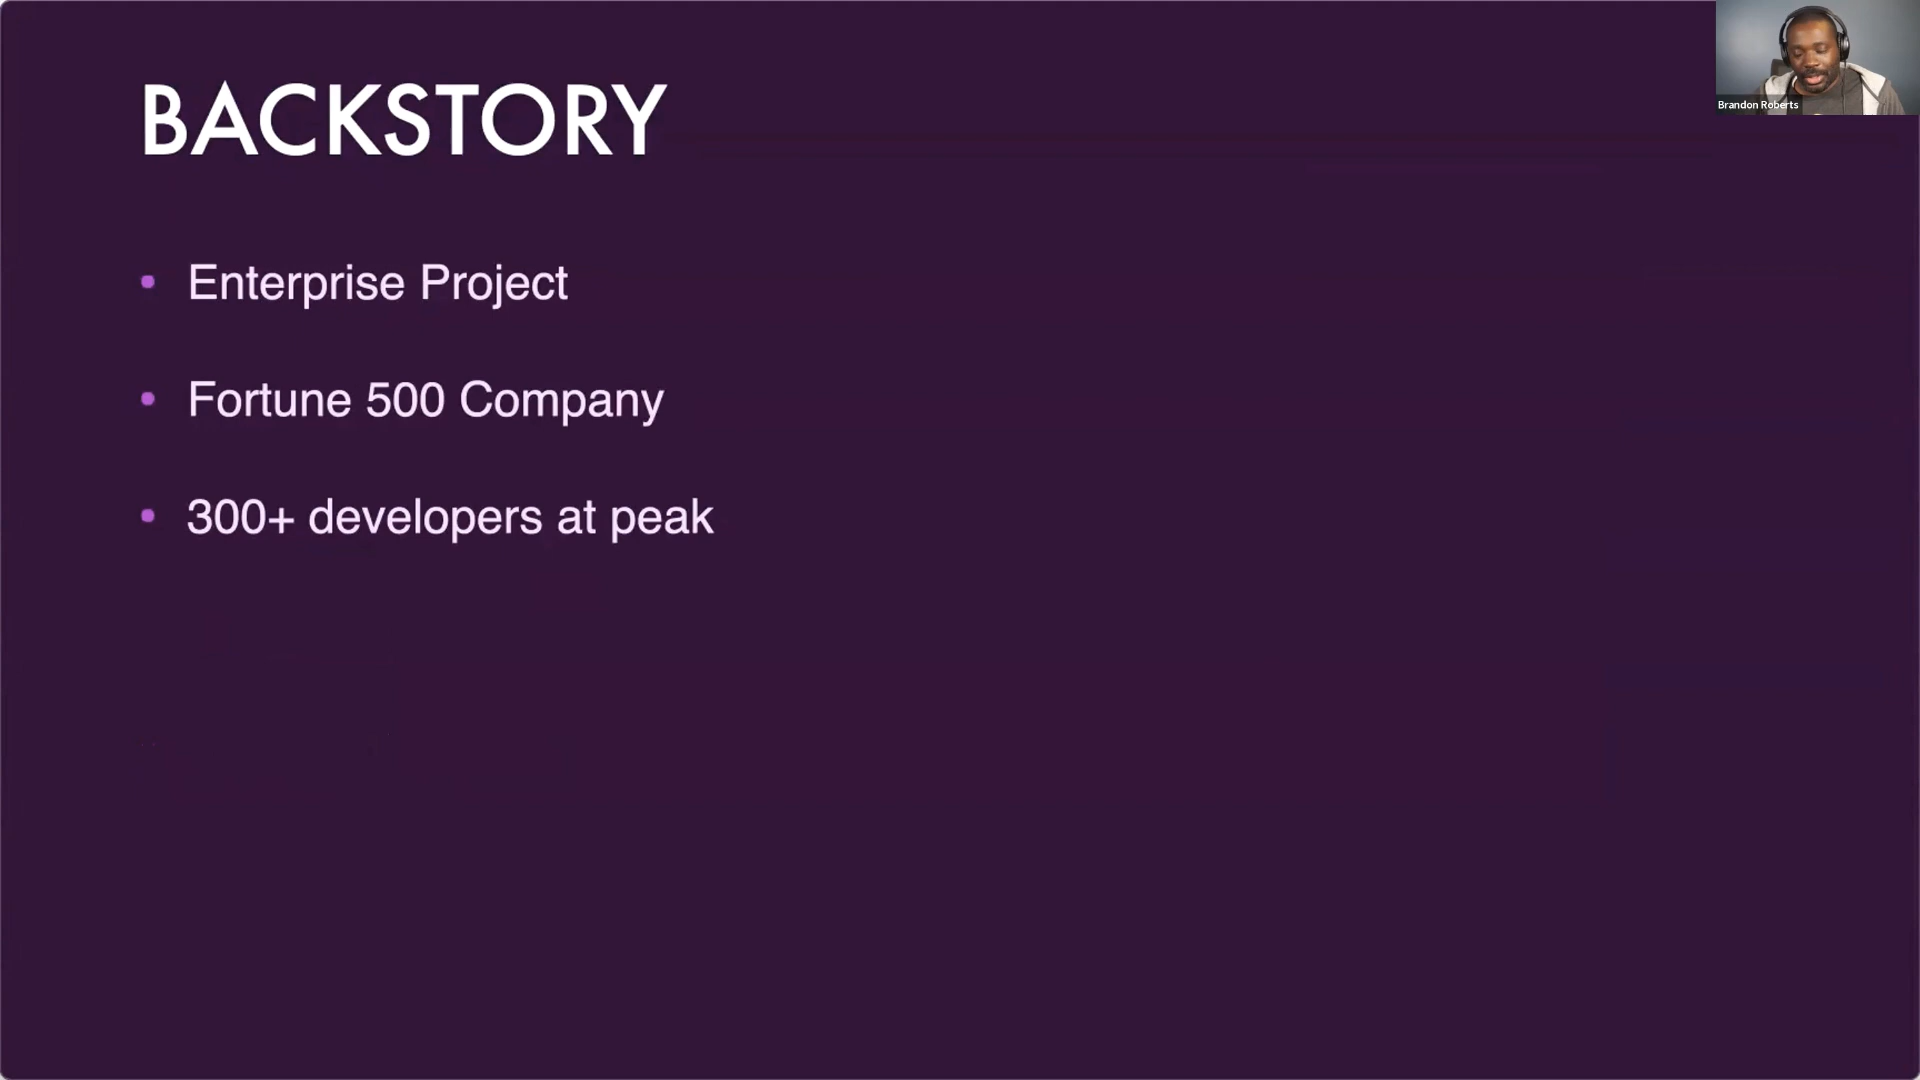 BACKSTORY
Brandon Roberts
• Enterprise Project
• Fortune 500 Company
• 300+ developers at peak